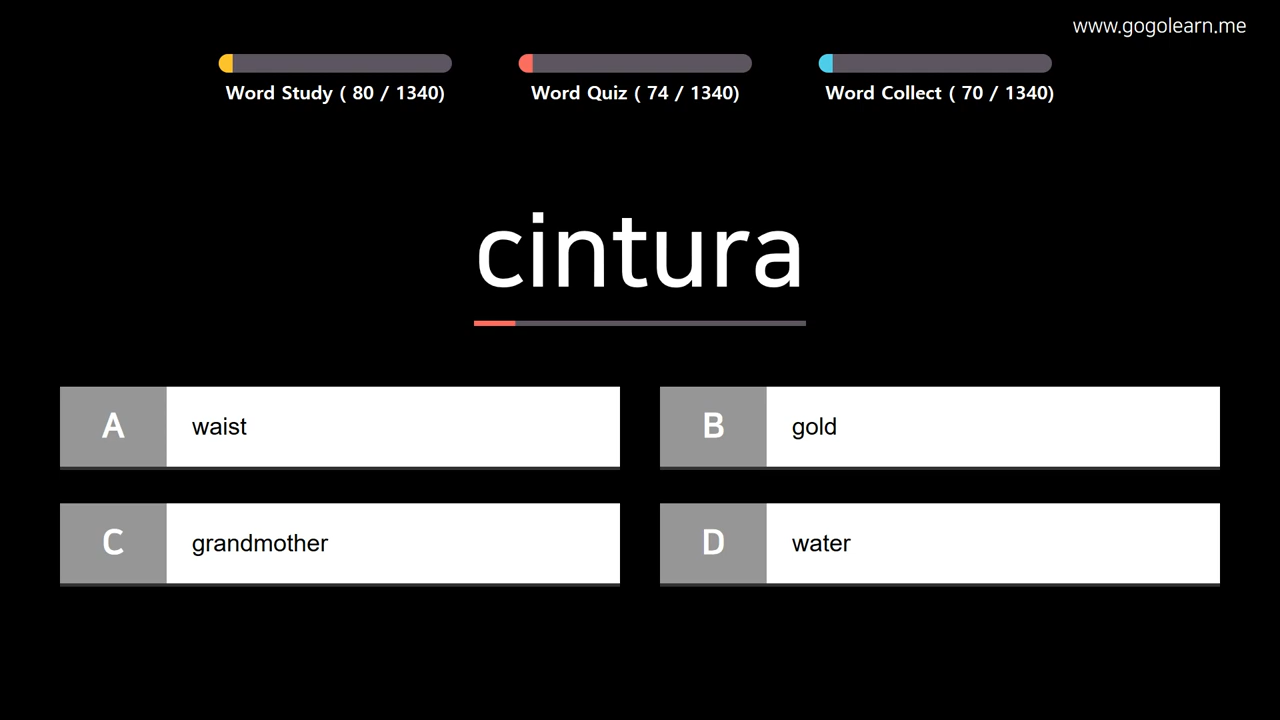 www.gogolearn.me
Word Study ( 80 / 1340)
Word Quiz ( 74 / 1340)
Word Collect ( 70 / 1340)
cintura
A waist
B gold
C grandmother
D water